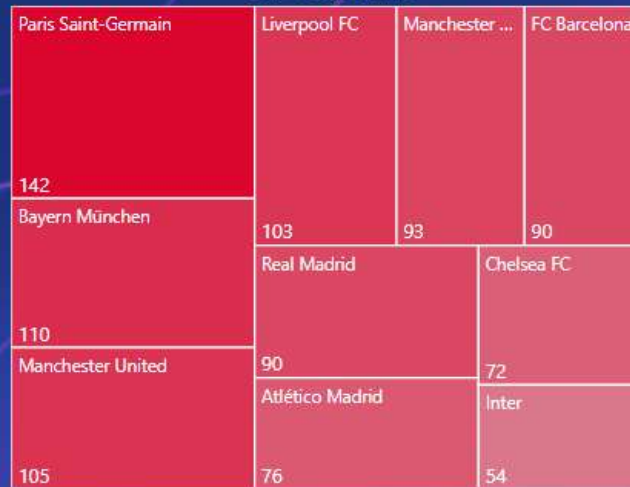 Paris Saint-Germain
142
Bayern München
110
Manchester United
105
Liverpool FC
103
Manchester ...
93
FC Barcelona
90
Real Madrid
90
Atlético Madrid
76
Chelsea FC
72
Inter
54